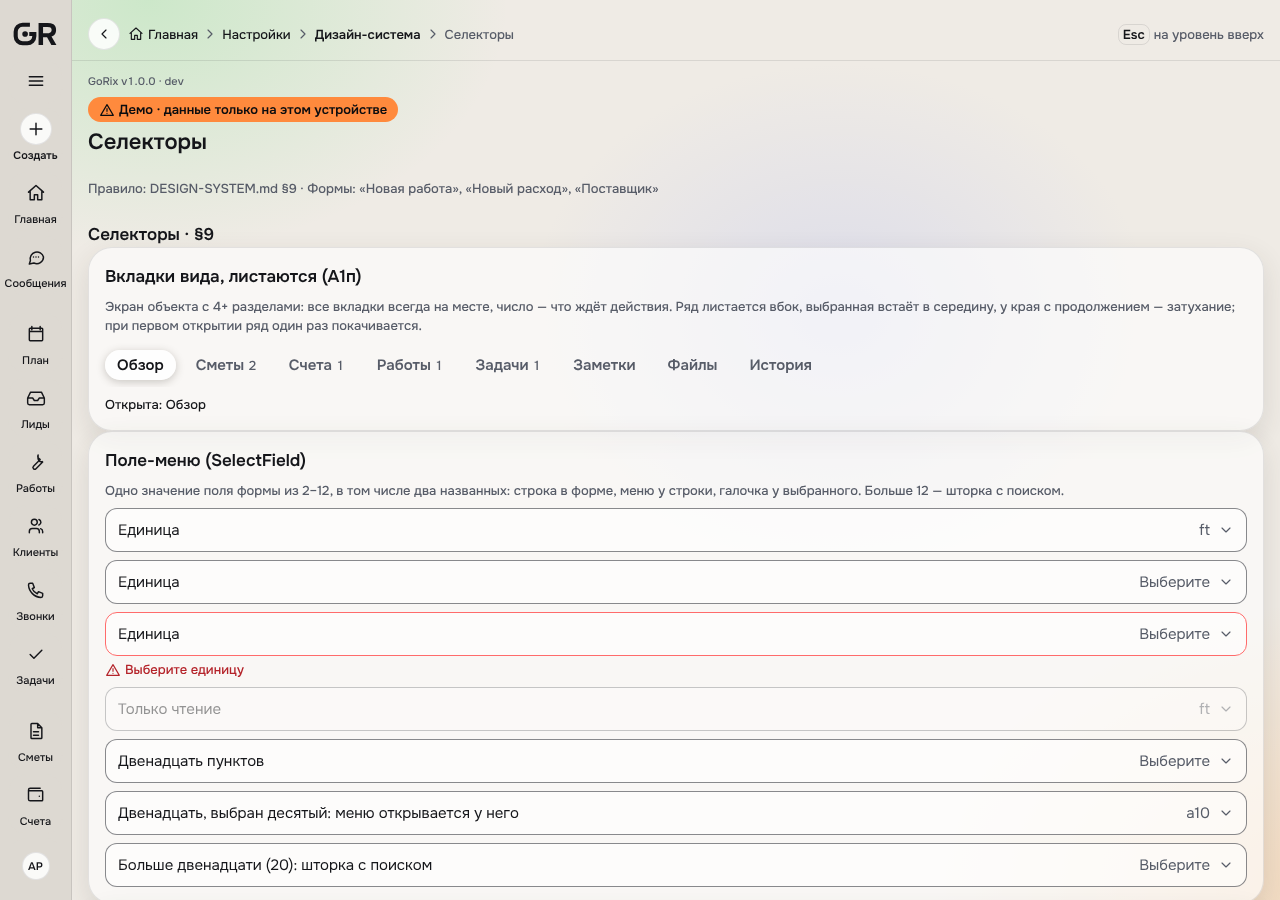 GR
Создать
Главная
Сообщения
План
Лиды
Работы
Клиенты
Звонки
Задачи
Сметы
Счета
AP
Главная
Настройки
Дизайн-система
Селекторы
Esc на уровень вверх
GoRix v1.0.0 · dev
Демо · данные только на этом устройстве
Селекторы
Правило: DESIGN-SYSTEM.md §9 · Формы: «Новая работа», «Новый расход», «Поставщик»
Селекторы · §9
Вкладки вида, листаются (А1п)
Экран объекта с 4+ разделами: все вкладки всегда на месте, число — что ждёт действия. Ряд листается вбок, выбранная встаёт в середину, у края с продолжением — затухание;
при первом открытии ряд один раз покачивается.
Обзор Сметы 2 Счета 1 Работы 1 Задачи 1 Заметки Файлы История
Открыта: Обзор
Поле-меню (SelectField)
Одно значение поля формы из 2–12, в том числе два названных: строка в форме, меню у строки, галочка у выбранного. Больше 12 — шторка с поиском.
Единица ft
Единица Выберите
Единица Выберите
Выберите единицу
Только чтение ft
Двенадцать пунктов Выберите
Двенадцать, выбран десятый: меню открывается у него a10
Больше двенадцати (20): шторка с поиском Выберите